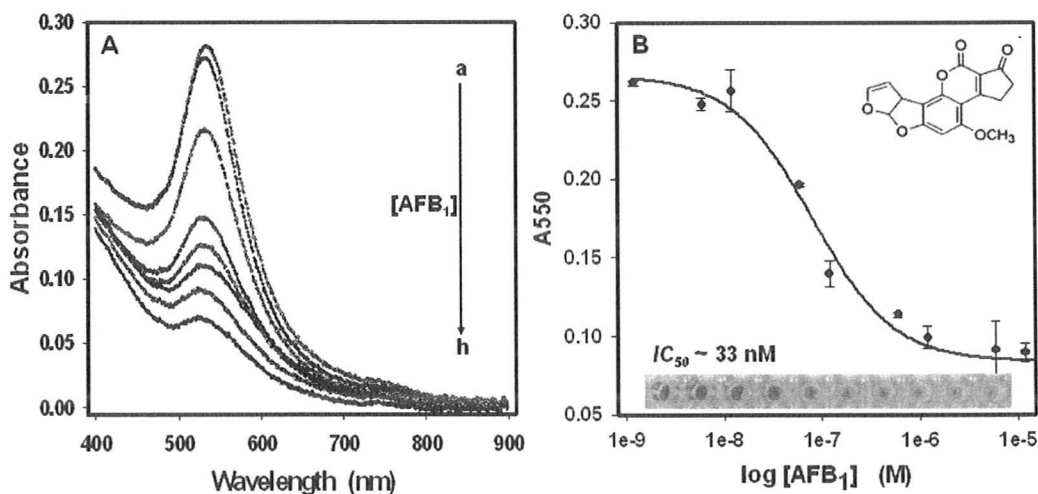 A
0.30
0.25
0.20
0.15
0.10
0.05
0.00
Absorbance
a
[AFB1]
h
400
500
600
700
800
900
Wavelength (nm)
B
0.30
0.25
0.20
0.15
0.10
0.05
A550
O
O
O
O
O
OCH3
IC50 ~ 33 nM
1e-9
1e-8
1e-7
1e-6
1e-5
log [AFB1] (M)